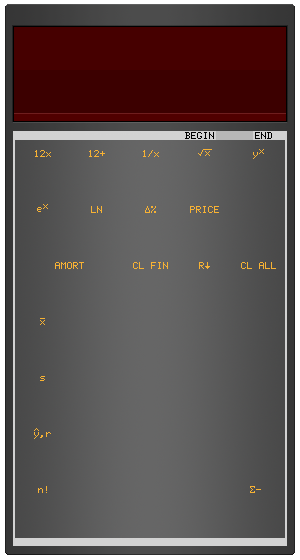 BEGIN END
12x 12÷ 1/x √x yˣ
eˣ LN Δ% PRICE
AMORT CL FIN R↓ CL ALL
x̄
s
ŷ,r
n! Σ-